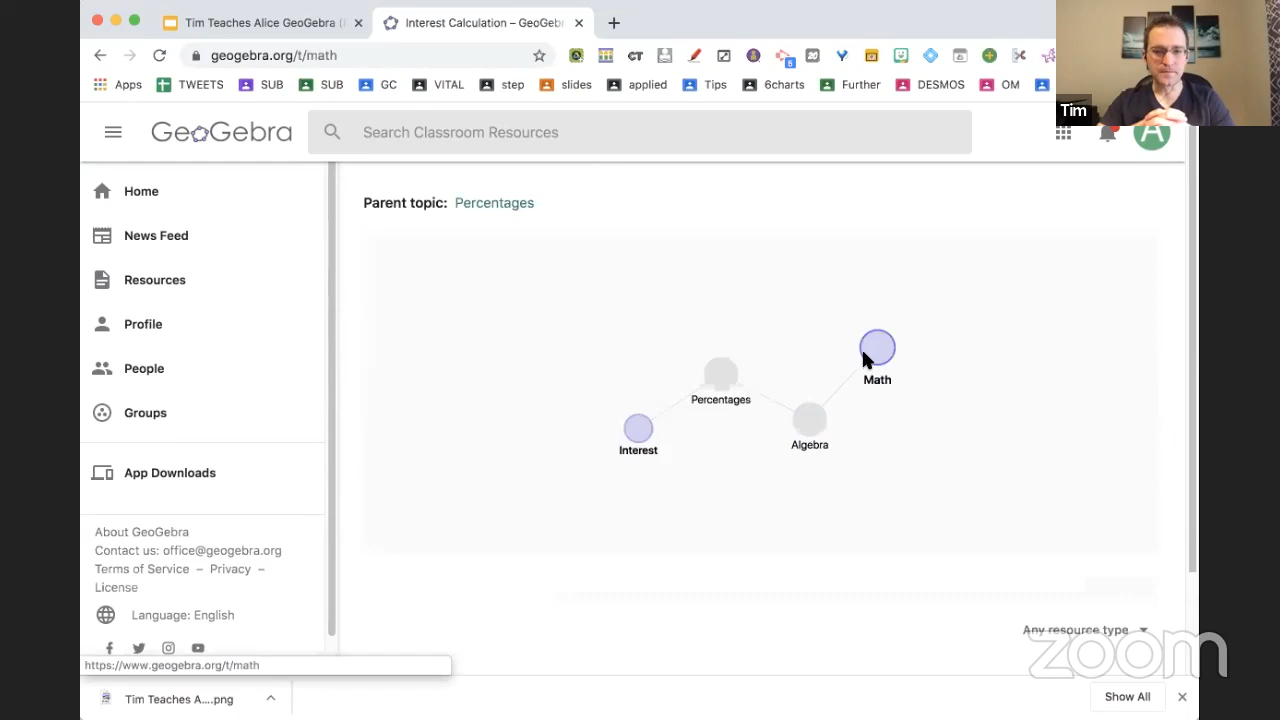 Tim Teaches Alice GeoGebra (
Interest Calculation – GeoGeb
geogebra.org/t/math
CT
5
Apps
TWEETS
SUB
SUB
GC
VITAL
step
slides
applied
Tips
6charts
Further
DESMOS
OM
Tim
GeoGebra
Search Classroom Resources
A
Home
News Feed
Resources
Profile
People
Groups
App Downloads
About GeoGebra
Contact us: office@geogebra.org
Terms of Service – Privacy –
License
Language: English
Parent topic: Percentages
Math
Percentages
Algebra
Interest
Any resource type
zoom
https://www.geogebra.org/t/math
Tim Teaches A....png
Show All